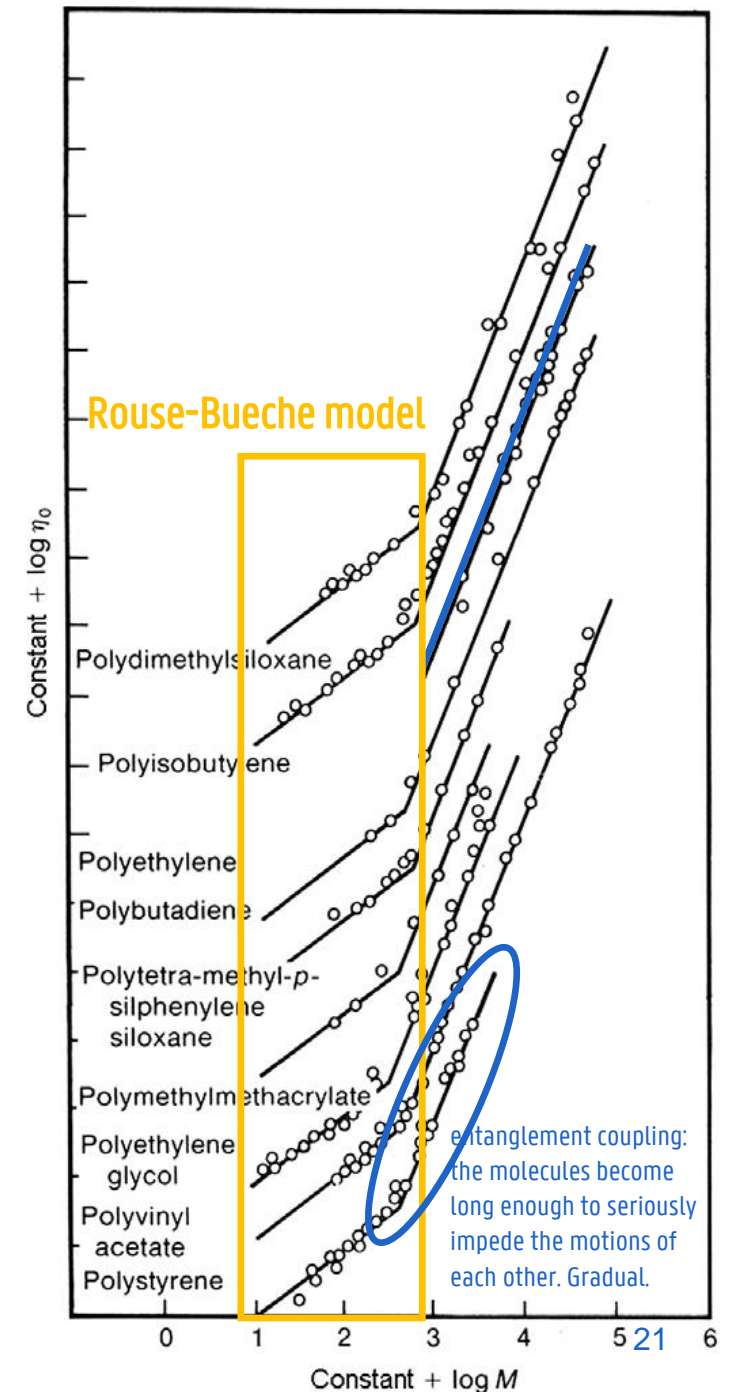 Rouse-Bueche model
Constant + log η₀
Polydimethylsiloxane
Polyisobutylene
Polyethylene
Polybutadiene
Polytetra-methyl-p-
silphenylene
siloxane
Polymethylmethacrylate
Polyethylene
glycol
Polyvinyl
acetate
Polystyrene
entanglement coupling:
the molecules become
long enough to seriously
impede the motions of
each other. Gradual.
0 1 2 3 4 5 21 6
Constant + log M